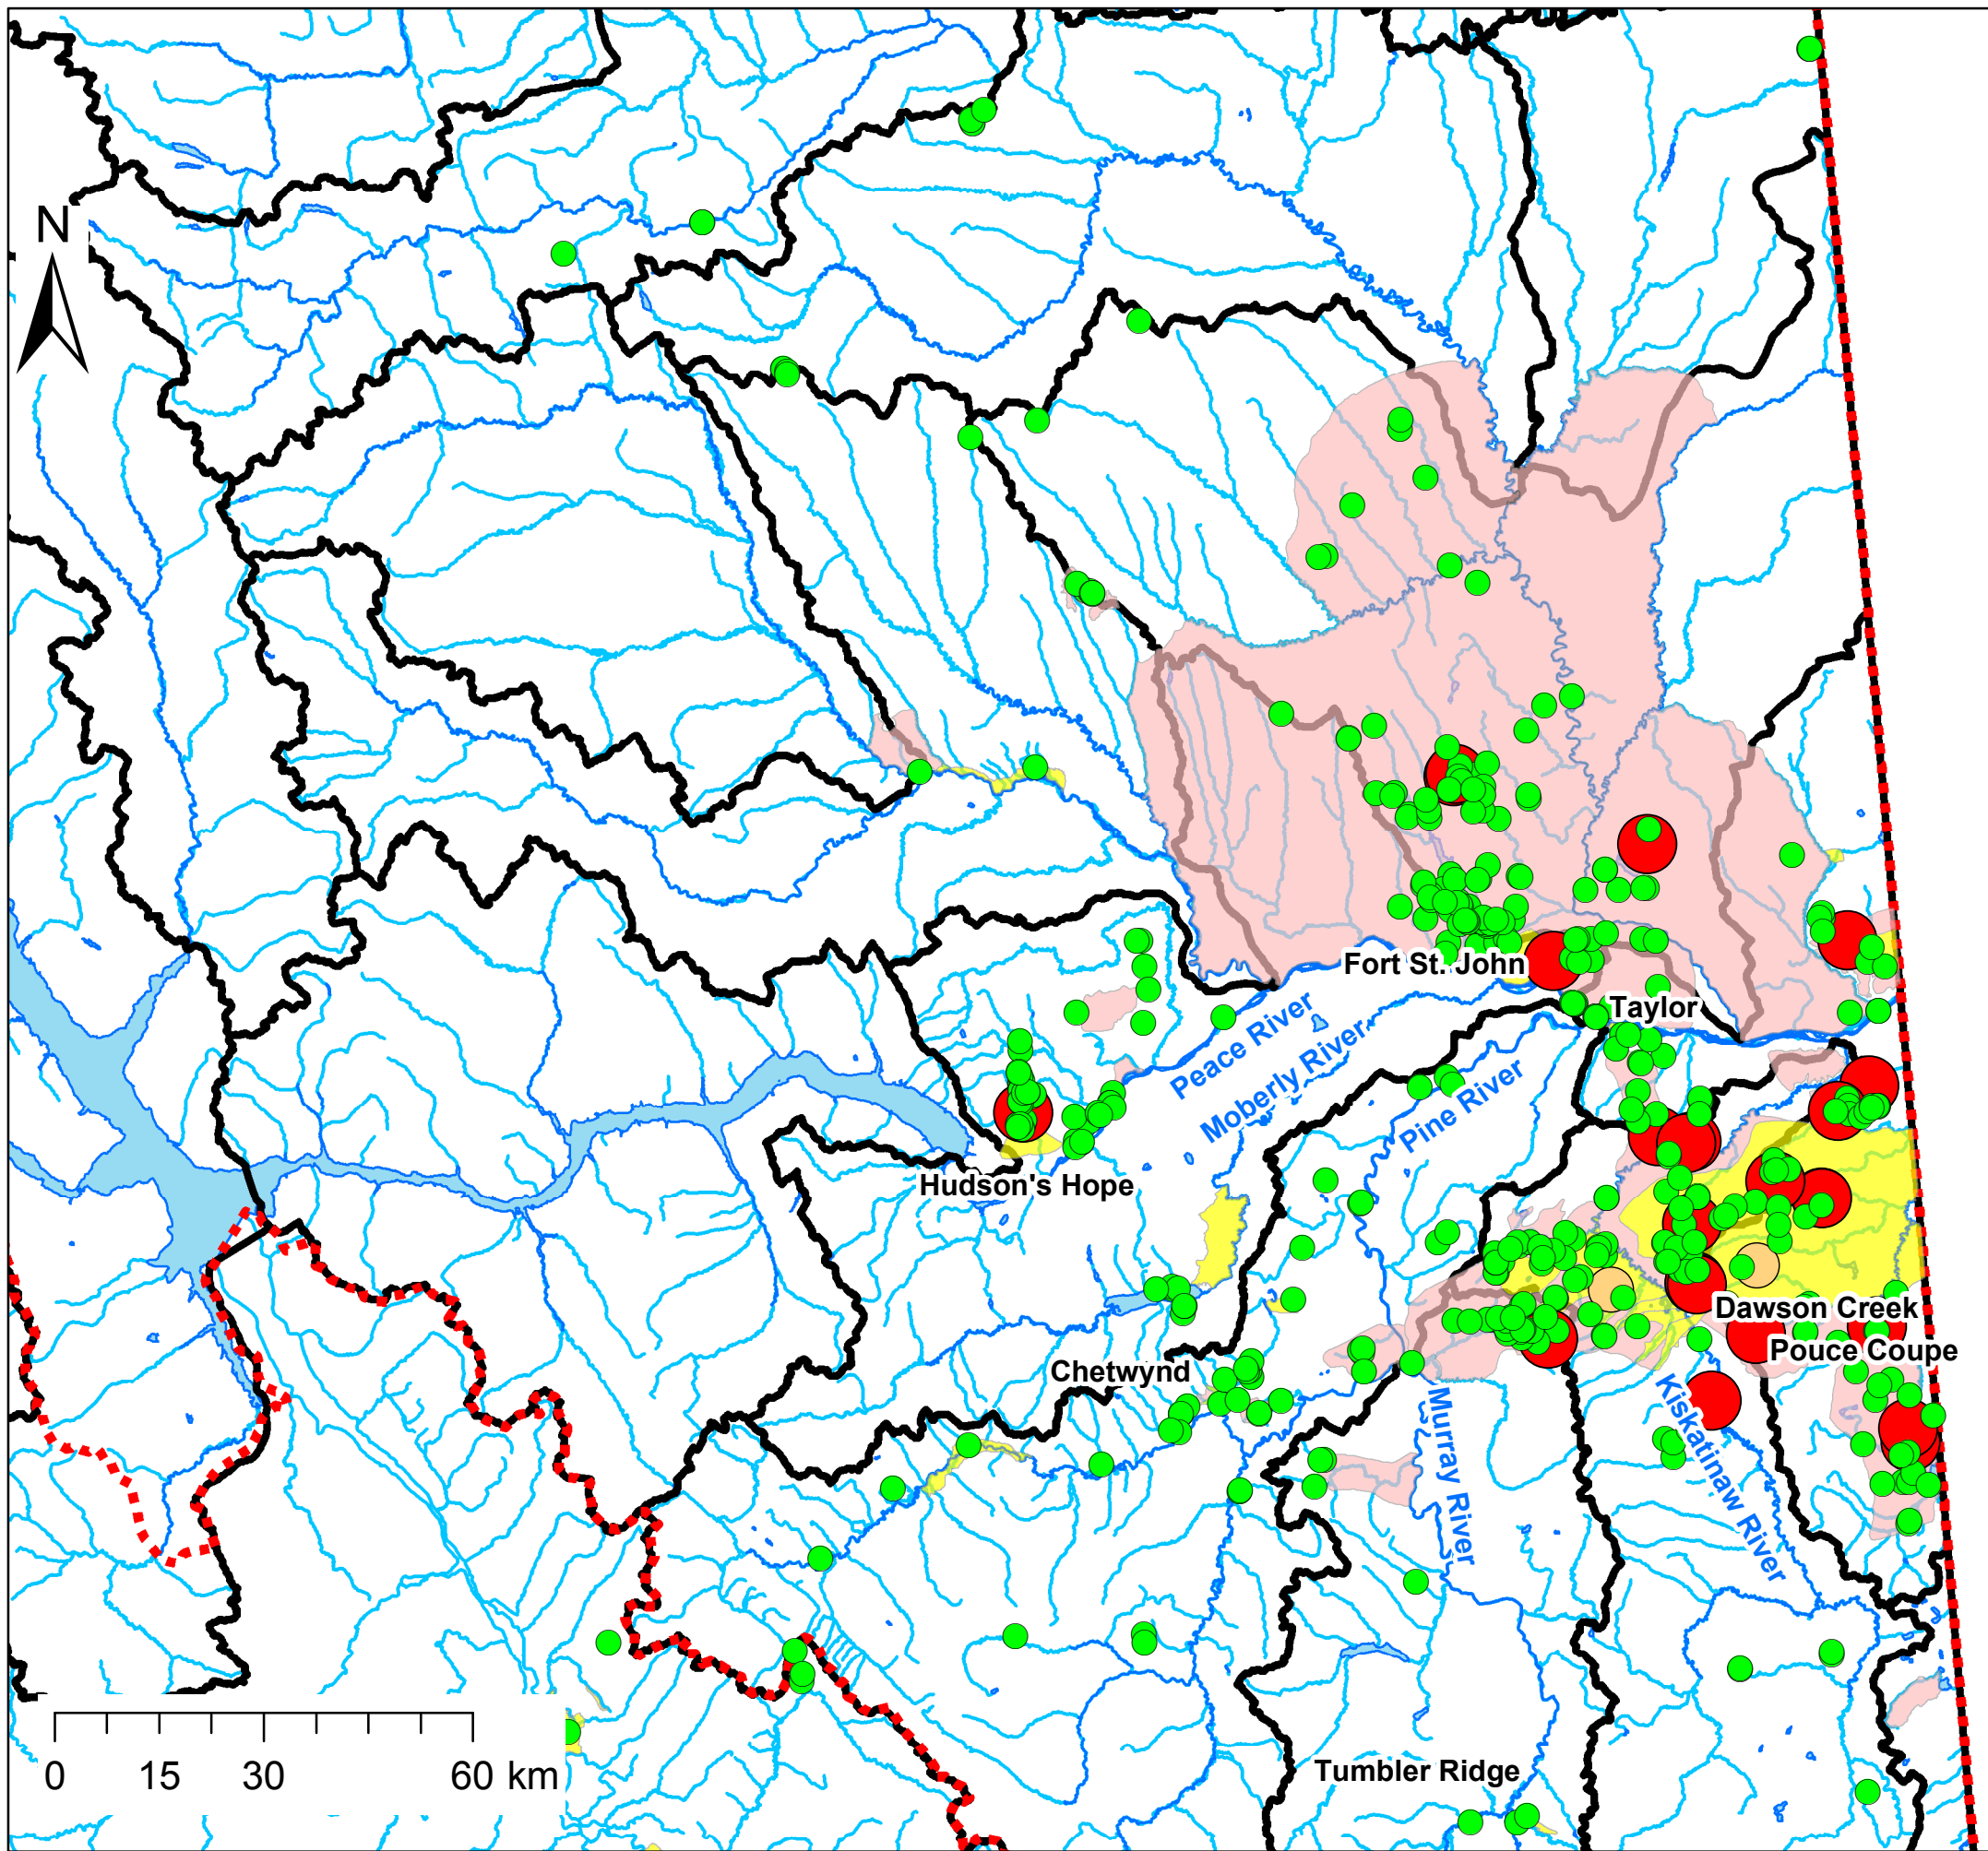 N
Fort St. John
Taylor
Peace River
Moberly River
Pine River
Hudson's Hope
Dawson Creek
Pouce Coupe
Chetwynd
Murray River
Kiskatinaw River
Tumbler Ridge
0 15 30 60 km